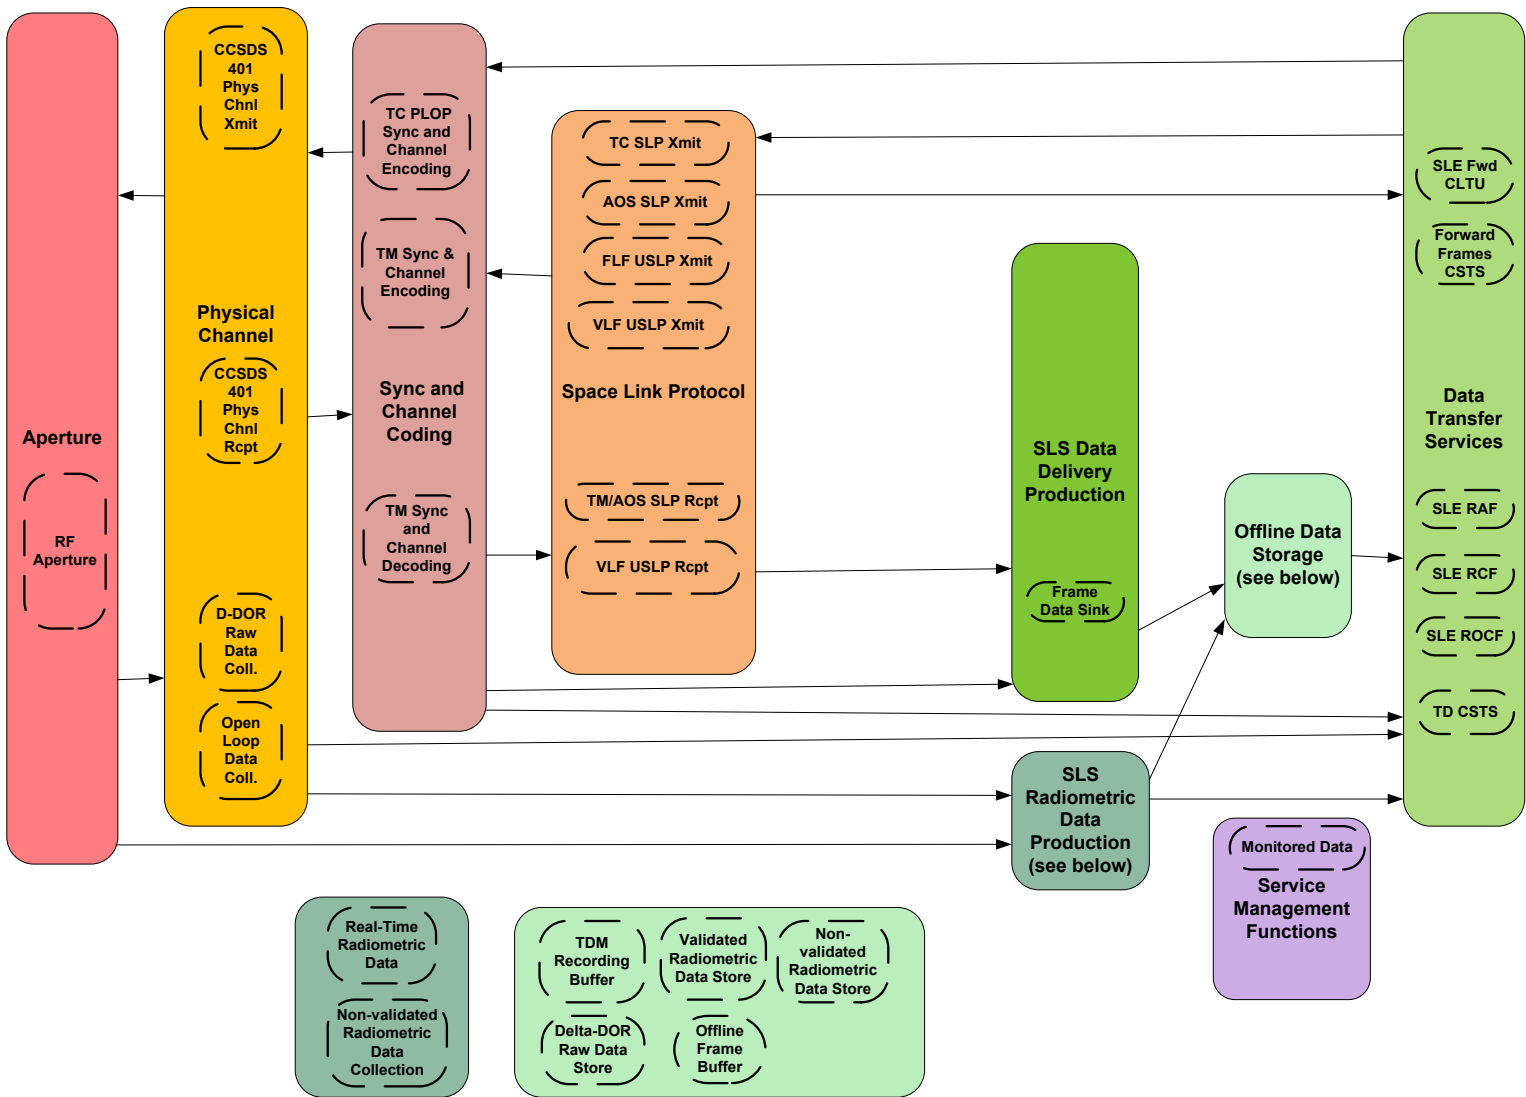 Aperture
RF
Aperture
CCSDS
401
Phys
Chnl
Xmit
Physical
Channel
CCSDS
401
Phys
Chnl
Rcpt
D-DOR
Raw
Data
Coll.
Open
Loop
Data
Coll.
TC PLOP
Sync and
Channel
Encoding
TM Sync &
Channel
Encoding
Sync and
Channel
Coding
TM Sync
and
Channel
Decoding
TC SLP Xmit
AOS SLP Xmit
FLF USLP Xmit
VLF USLP Xmit
Space Link Protocol
TM/AOS SLP Rcpt
VLF USLP Rcpt
SLS Data
Delivery
Production
Frame
Data Sink
Offline Data
Storage
(see below)
SLE Fwd
CLTU
Forward
Frames
CSTS
Data
Transfer
Services
SLE RAF
SLE RCF
SLE ROCF
TD CSTS
SLS
Radiometric
Data
Production
(see below)
Monitored Data
Service
Management
Functions
Real-Time
Radiometric
Data
Non-validated
Radiometric
Data
Collection
TDM
Recording
Buffer
Validated
Radiometric
Data Store
Non-
validated
Radiometric
Data Store
Delta-DOR
Raw Data
Store
Offline
Frame
Buffer